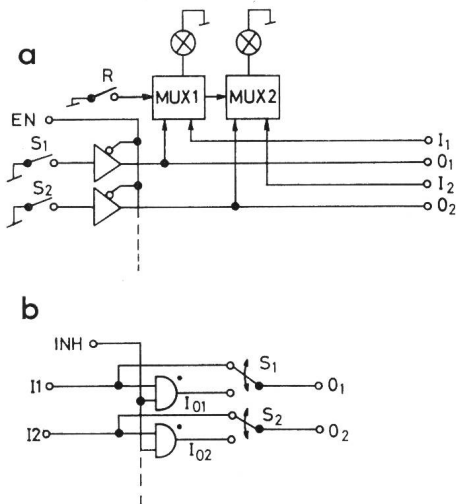 a
R
MUX1
MUX2
EN
S1
I1
O1
I2
S2
O2
b
INH
S1
I1
O1
I01
S2
I2
O2
I02